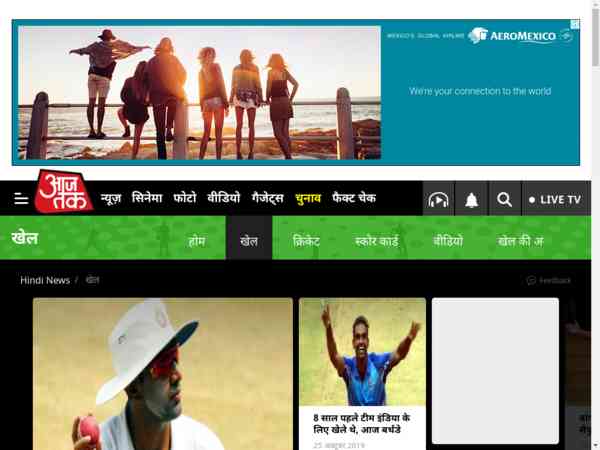 MEXICO'S GLOBAL AIRLINE AEROMEXICO
We're your connection to the world
आज तक
न्यूज़ सिनेमा फोटो वीडियो गैजेट्स चुनाव फैक्ट चेक LIVE TV
खेल
होम खेल क्रिकेट स्कोर कार्ड वीडियो खेल की
Hindi News / खेल Feedback
8 साल पहले टीम इंडिया के
लिए खेले थे, आज बर्थडे
25 अक्टूबर 2019